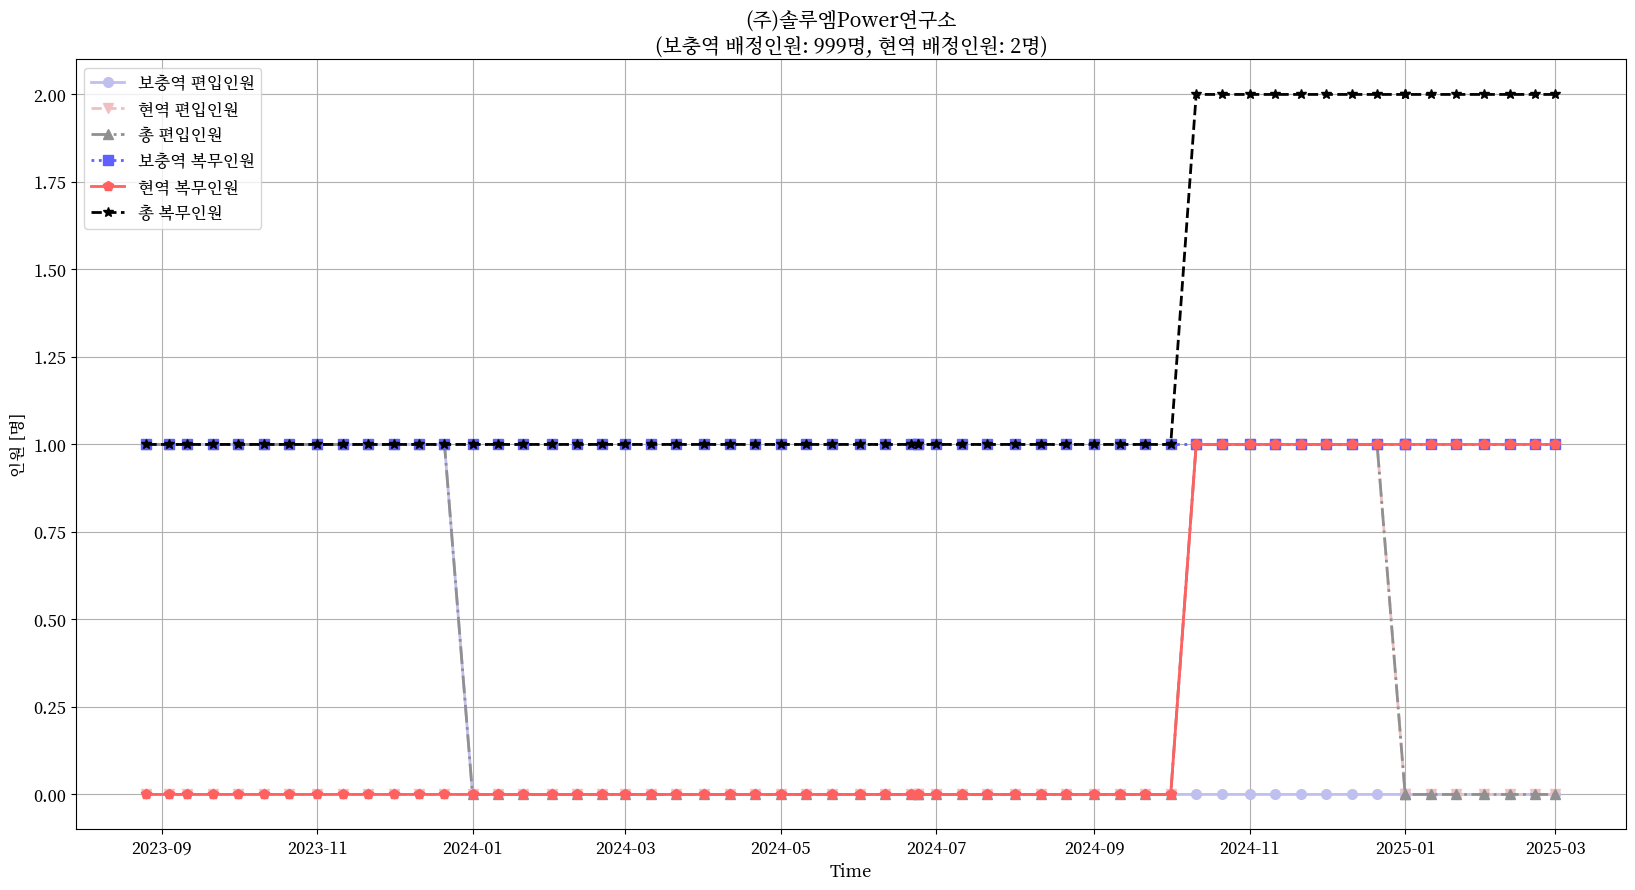 (주)솔루엠Power연구소
(보충역 배정인원: 999명, 현역 배정인원: 2명)
보충역 편입인원
현역 편입인원
총 편입인원
보충역 복무인원
현역 복무인원
총 복무인원
2.00
1.75
1.50
1.25
1.00
0.75
0.50
0.25
0.00
인원 [명]
2023-09
2023-11
2024-01
2024-03
2024-05
2024-07
2024-09
2024-11
2025-01
2025-03
Time